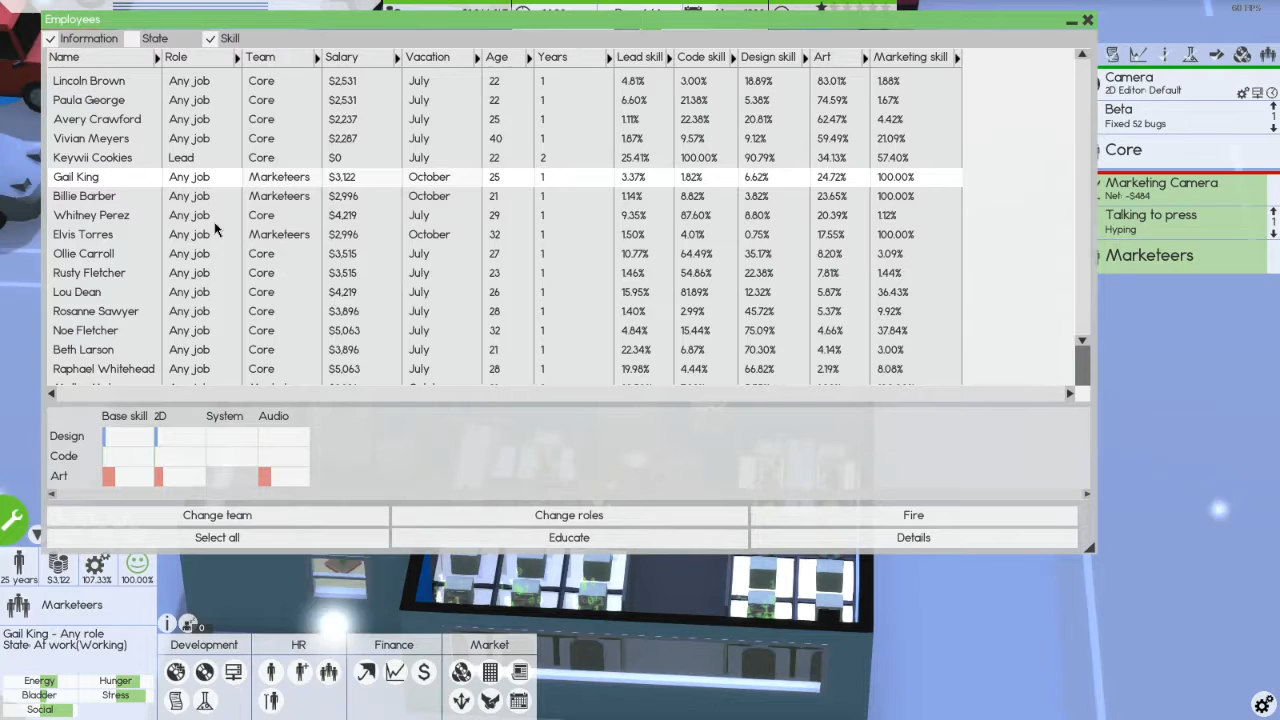 60 FPS
Employees
Information State Skill
Name Role Team Salary Vacation Age Years Lead skill Code skill Design skill Art Marketing skill
Lincoln Brown Any job Core $2,531 July 22 1 4.81% 3.00% 18.89% 83.01% 1.88%
Paula George Any job Core $2,531 July 22 1 6.60% 21.38% 5.38% 74.59% 1.67%
Avery Crawford Any job Core $2,237 July 25 1 1.11% 22.38% 20.81% 62.47% 4.42%
Vivian Meyers Any job Core $2,287 July 40 1 1.87% 9.57% 9.12% 59.49% 21.09%
Keywii Cookies Lead Core $0 July 22 2 25.41% 100.00% 90.79% 34.13% 57.40%
Gail King Any job Marketeers $3,122 October 25 1 3.37% 1.82% 6.62% 24.72% 100.00%
Billie Barber Any job Marketeers $2,996 October 21 1 1.14% 8.82% 3.82% 23.65% 100.00%
Whitney Perez Any job Core $4,219 July 29 1 9.35% 87.60% 8.80% 20.39% 1.12%
Elvis Torres Any job Marketeers $2,996 October 32 1 1.50% 4.01% 0.75% 17.55% 100.00%
Ollie Carroll Any job Core $3,515 July 27 1 10.77% 64.49% 35.17% 8.20% 3.09%
Rusty Fletcher Any job Core $3,515 July 23 1 1.46% 54.86% 22.38% 7.81% 1.44%
Lou Dean Any job Core $4,219 July 26 1 15.95% 81.89% 12.32% 5.87% 36.43%
Rosanne Sawyer Any job Core $3,896 July 28 1 1.40% 2.99% 45.72% 5.37% 9.92%
Noe Fletcher Any job Core $5,063 July 32 1 4.84% 15.44% 75.09% 4.66% 37.84%
Beth Larson Any job Core $3,896 July 21 1 22.34% 6.87% 70.30% 4.14% 3.00%
Raphael Whitehead Any job Core $5,063 July 28 1 19.98% 4.44% 66.82% 2.19% 8.08%
Base skill 2D System Audio
Design
Code
Art
Change team Change roles Fire
Select all Educate Details
Camera
2D Editor: Default
Beta
Fixed 52 bugs
Core
Marketing Camera
Net: -$484
Talking to press
Hyping
Marketeers
25 years $3,122 107.33% 100.00%
Marketeers
Gail King - Any role
State: At work(Working)
Energy Hunger
Bladder Stress
Social
0
Development HR Finance Market